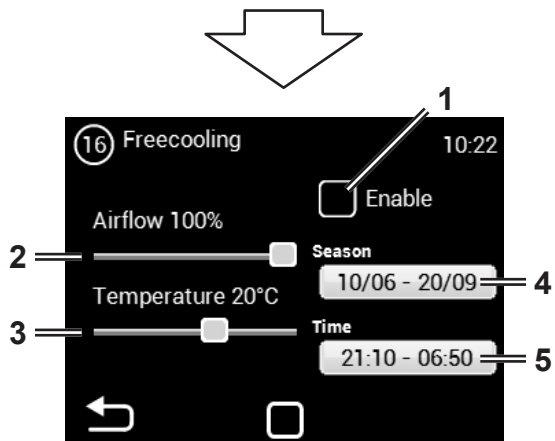 1
16 Freecooling 10:22
Enable
Airflow 100%
2
Season
10/06 - 20/09 4
Temperature 20°C
3
Time
21:10 - 06:50 5